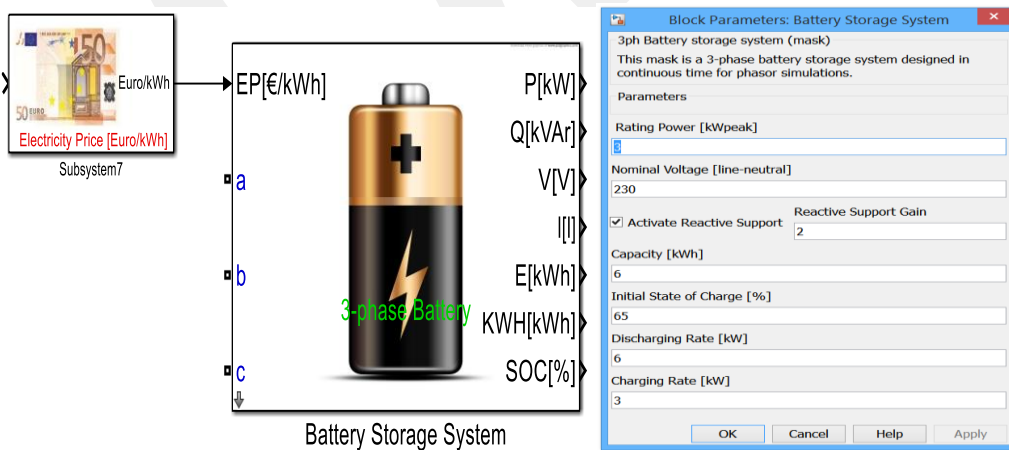 50
50 EURO
Euro/kWh
Electricity Price [Euro/kWh]
Subsystem7
EP[€/kWh]
a
b
c
P[kW]
Q[kVAr]
V[V]
I[I]
E[kWh]
KWH[kWh]
SOC[%]
3-phase Battery
Battery Storage System
Block Parameters: Battery Storage System
3ph Battery storage system (mask)
This mask is a 3-phase battery storage system designed in
continuous time for phasor simulations.
Parameters
Rating Power [kWpeak]
3
Nominal Voltage [line-neutral]
230
Activate Reactive Support
Reactive Support Gain
2
Capacity [kWh]
6
Initial State of Charge [%]
65
Discharging Rate [kW]
6
Charging Rate [kW]
3
OK
Cancel
Help
Apply